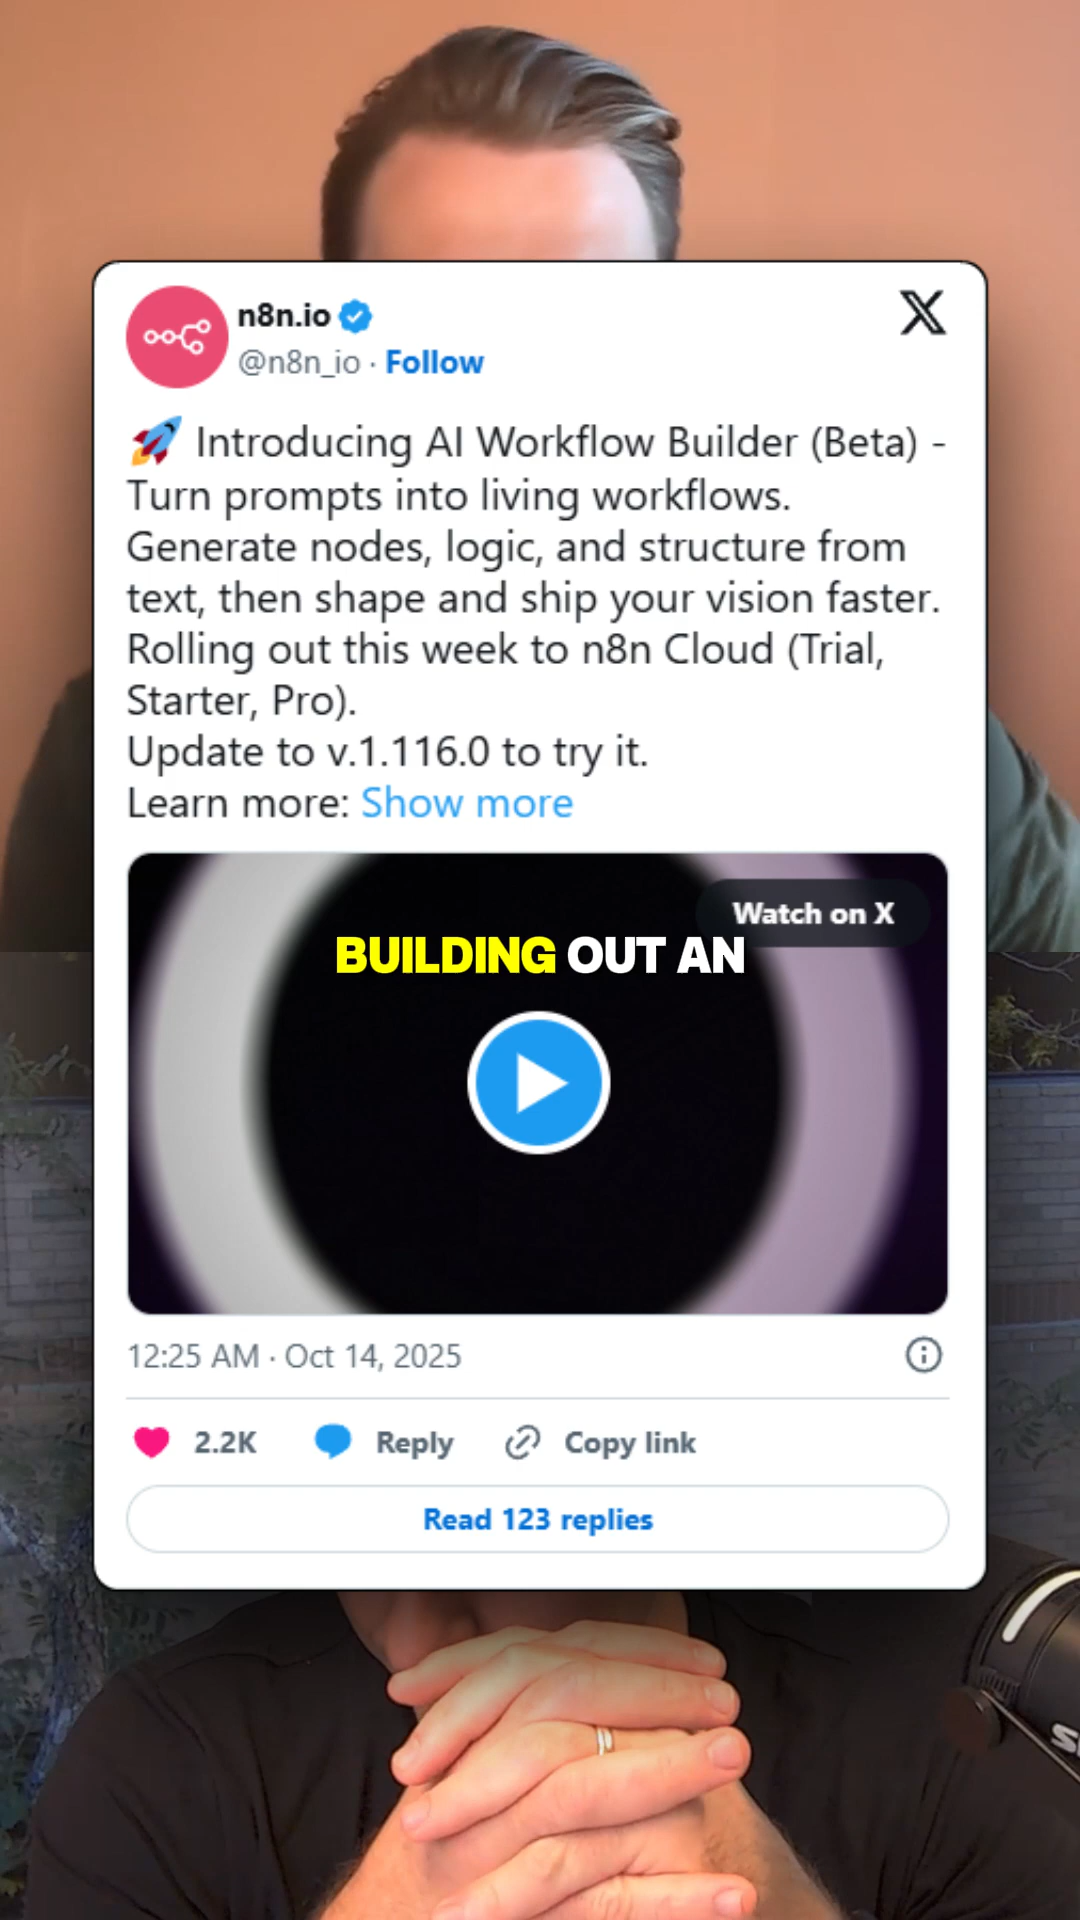 n8n.io
@n8n_io · Follow
🚀 Introducing AI Workflow Builder (Beta) -
Turn prompts into living workflows.
Generate nodes, logic, and structure from
text, then shape and ship your vision faster.
Rolling out this week to n8n Cloud (Trial,
Starter, Pro).
Update to v.1.116.0 to try it.
Learn more: Show more
Watch on X
BUILDING OUT AN
12:25 AM · Oct 14, 2025
2.2K Reply Copy link
Read 123 replies